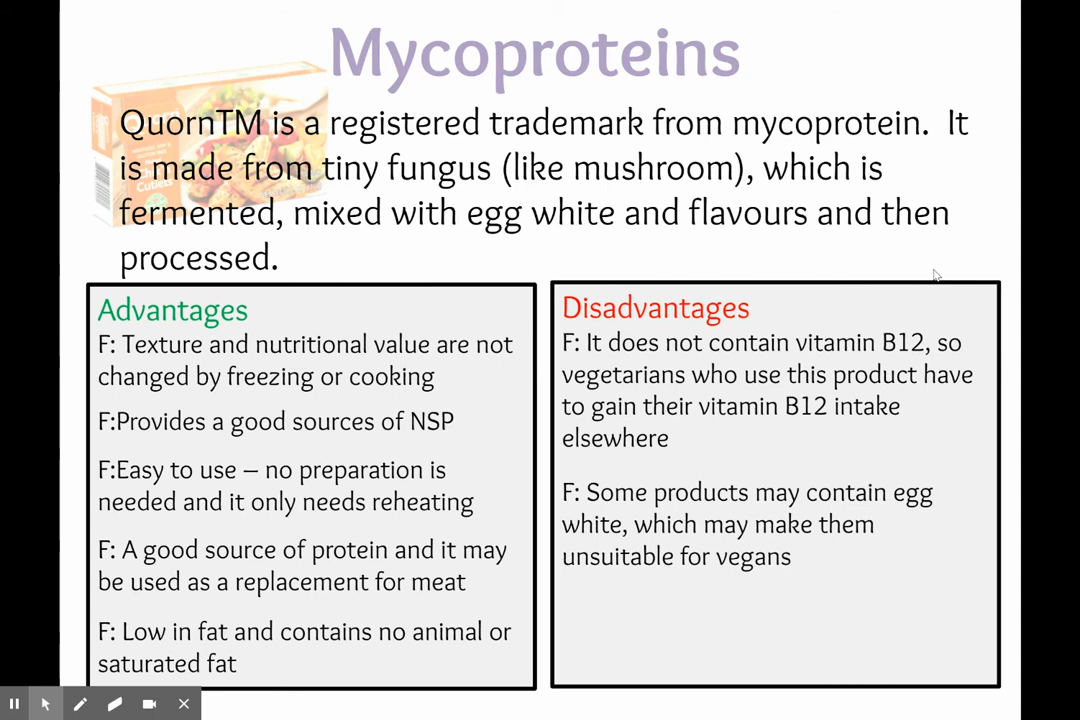 Mycoproteins
QuornTM is a registered trademark from mycoprotein. It
is made from tiny fungus (like mushroom), which is
fermented, mixed with egg white and flavours and then
processed.
Advantages
F: Texture and nutritional value are not
changed by freezing or cooking
F:Provides a good sources of NSP
F:Easy to use – no preparation is
needed and it only needs reheating
F: A good source of protein and it may
be used as a replacement for meat
F: Low in fat and contains no animal or
saturated fat
Disadvantages
F: It does not contain vitamin B12, so
vegetarians who use this product have
to gain their vitamin B12 intake
elsewhere
F: Some products may contain egg
white, which may make them
unsuitable for vegans